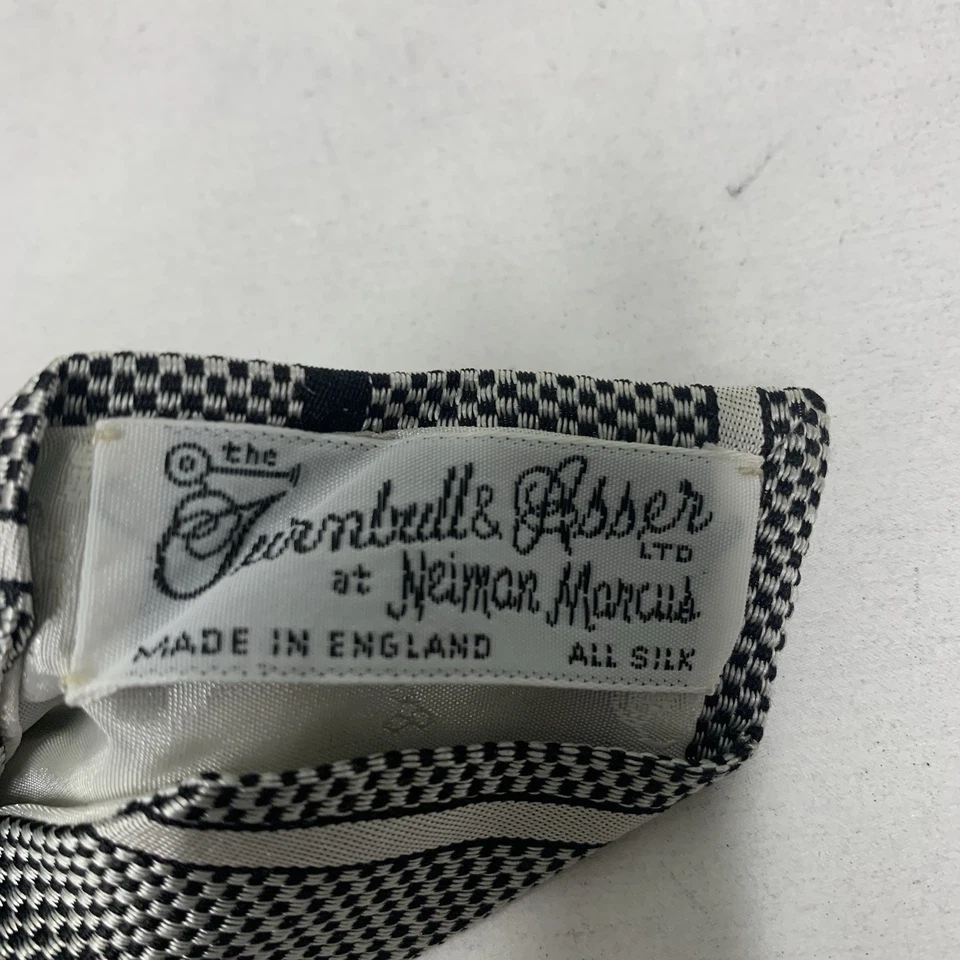 the
Turnbull & Asser
LTD
at Neiman Marcus
MADE IN ENGLAND ALL SILK